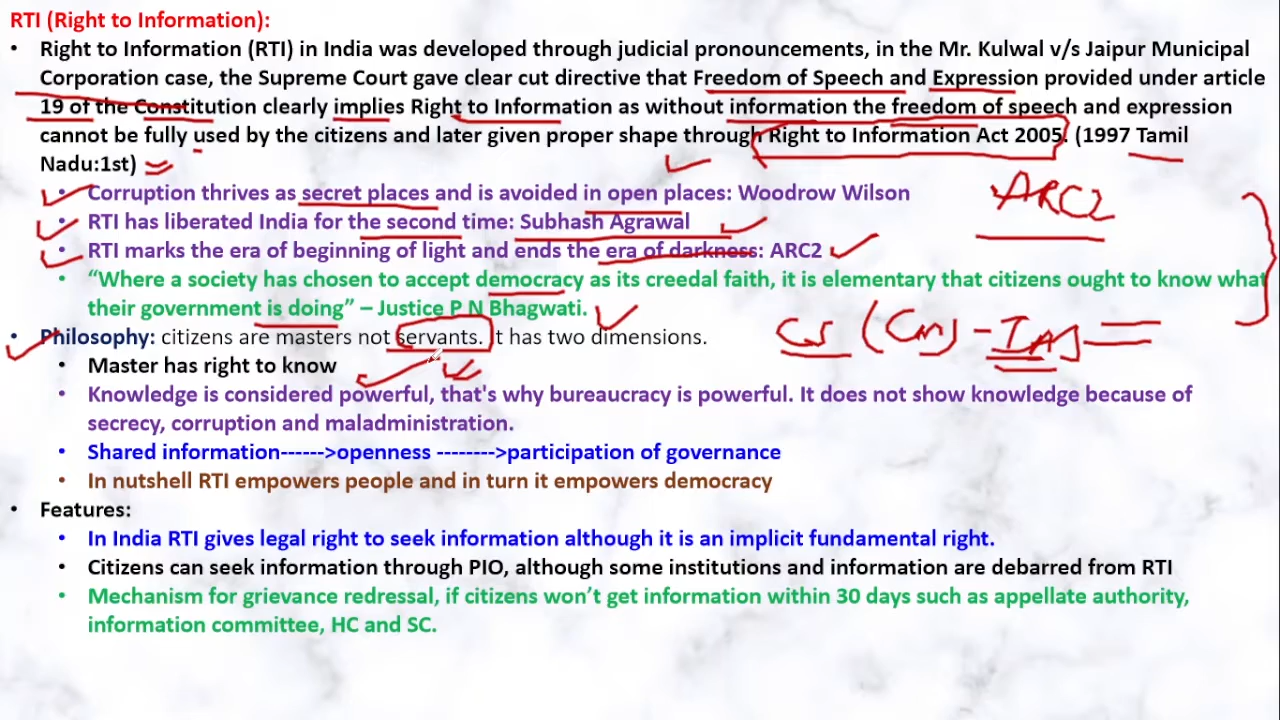 RTI (Right to Information):
• Right to Information (RTI) in India was developed through judicial pronouncements, in the Mr. Kulwal v/s Jaipur Municipal
Corporation case, the Supreme Court gave clear cut directive that Freedom of Speech and Expression provided under article
19 of the Constitution clearly implies Right to Information as without information the freedom of speech and expression
cannot be fully used by the citizens and later given proper shape through Right to Information Act 2005. (1997 Tamil
Nadu:1st)
• Corruption thrives as secret places and is avoided in open places: Woodrow Wilson
ARC2
• RTI has liberated India for the second time: Subhash Agrawal
• RTI marks the era of beginning of light and ends the era of darkness: ARC2
• “Where a society has chosen to accept democracy as its creedal faith, it is elementary that citizens ought to know what
their government is doing” – Justice P N Bhagwati.
• Philosophy: citizens are masters not servants. It has two dimensions.
CS (CM) - IAS
• Master has right to know
• Knowledge is considered powerful, that's why bureaucracy is powerful. It does not show knowledge because of
secrecy, corruption and maladministration.
• Shared information------>openness -------->participation of governance
• In nutshell RTI empowers people and in turn it empowers democracy
• Features:
• In India RTI gives legal right to seek information although it is an implicit fundamental right.
• Citizens can seek information through PIO, although some institutions and information are debarred from RTI
• Mechanism for grievance redressal, if citizens won’t get information within 30 days such as appellate authority,
information committee, HC and SC.